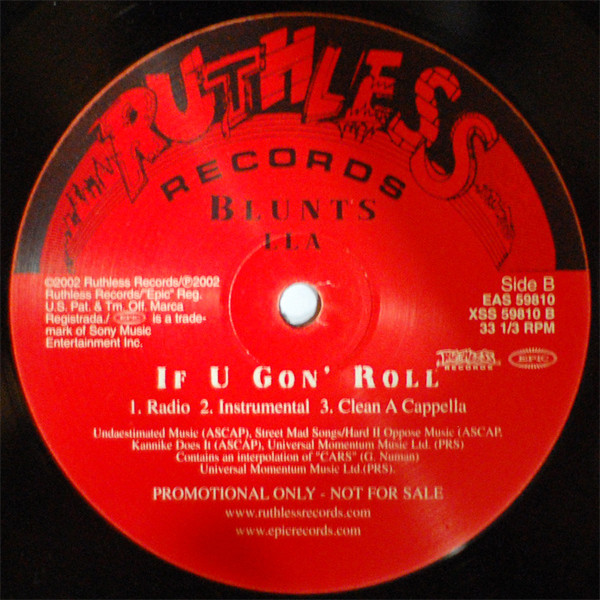 RUTHLESS
RECORDS
BLUNTS
LLA
©2002 Ruthless Records/℗2002
Ruthless Records/"Epic" Reg.
U.S. Pat. & Tm. Off. Marca
Registrada./ EPIC is a trade-
mark of Sony Music
Entertainment Inc.
Side B
EAS 59810
XSS 59810 B
33 1/3 RPM
RUTHLESS
RECORDS
EPIC
IF U GON' ROLL
1. Radio 2. Instrumental 3. Clean A Cappella
Undaestimated Music (ASCAP), Street Mad Songs/Hard II Oppose Music (ASCAP,
Kannike Does It (ASCAP), Universal Momentum Music Ltd. (PRS)
Contains an interpolation of "CARS" (G. Numan)
Universal Momentum Music Ltd.(PRS).
PROMOTIONAL ONLY - NOT FOR SALE
www.ruthlessrecords.com
www.epicrecords.com